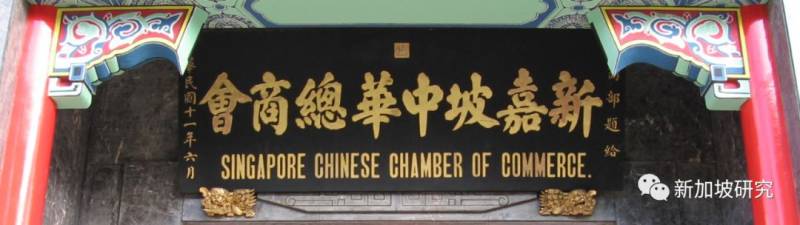 部題給
新嘉坡中華總商會
民國十一年六月
SINGAPORE CHINESE CHAMBER OF COMMERCE.
新加坡研究